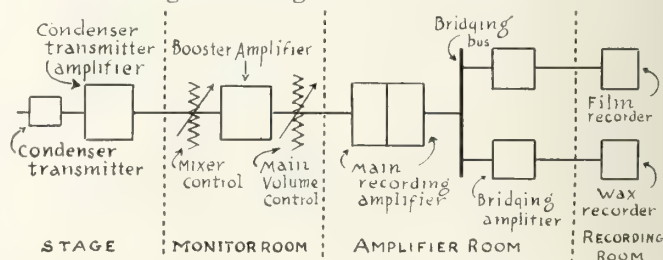 Condenser
transmitter
amplifier
Booster Amplifier
Bridging
bus
Condenser
transmitter
Mixer
control
Main
Volume
Control
Main
recording
amplifier
Bridging
amplifier
Film
recorder
Wax
recorder
STAGE
MONITOR ROOM
AMPLIFIER ROOM
RECORDING
ROOM